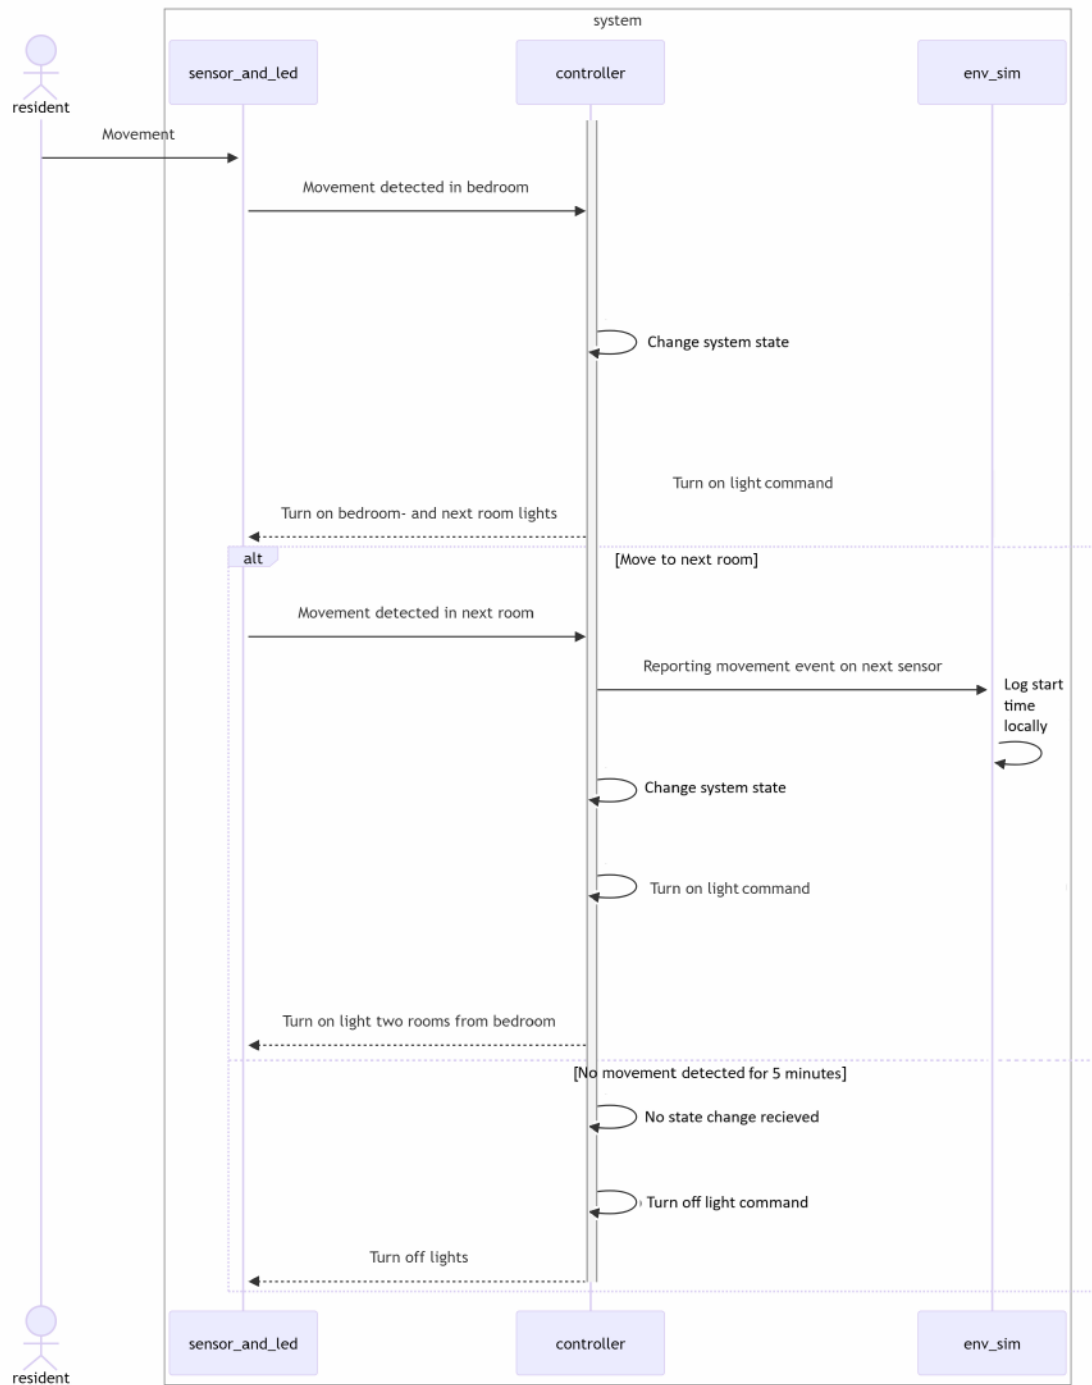 system
sensor_and_led
controller
env_sim
resident
Movement
Movement detected in bedroom
Change system state
Turn on light command
Turn on bedroom- and next room lights
alt
[Move to next room]
Movement detected in next room
Reporting movement event on next sensor
Log start
time
locally
Change system state
Turn on light command
Turn on light two rooms from bedroom
[No movement detected for 5 minutes]
No state change recieved
Turn off light command
Turn off lights
sensor_and_led
controller
env_sim
resident